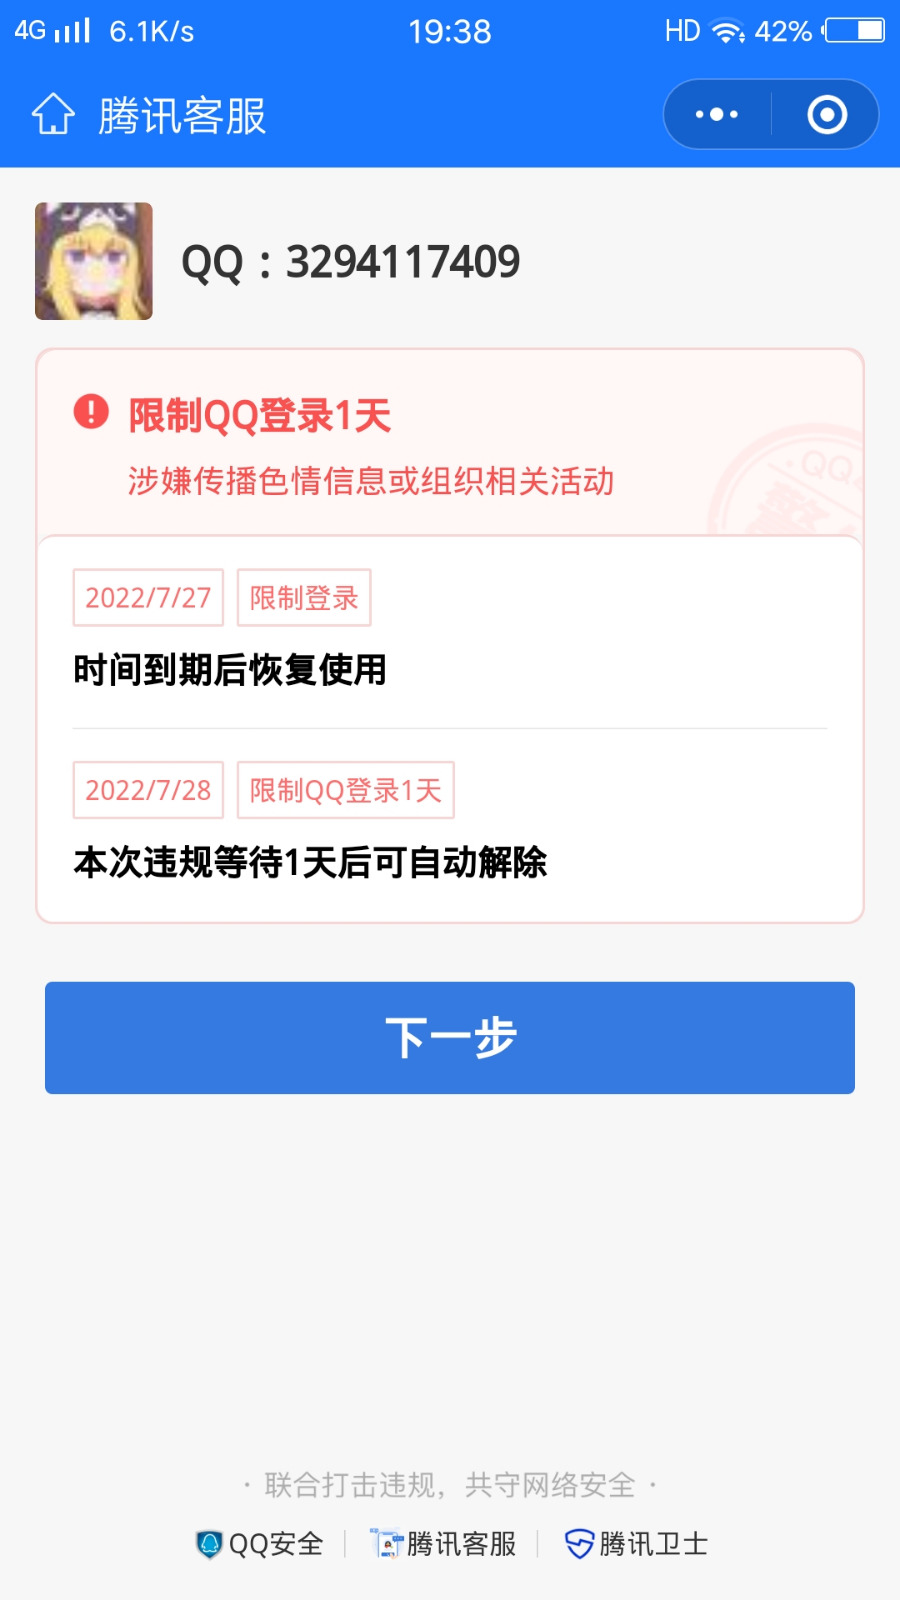 4G 6.1K/s 19:38 HD 42%
腾讯客服
QQ：3294117409
限制QQ登录1天
涉嫌传播色情信息或组织相关活动
QQ
2022/7/27 限制登录
时间到期后恢复使用
2022/7/28 限制QQ登录1天
本次违规等待1天后可自动解除
下一步
· 联合打击违规，共守网络安全 ·
QQ安全 腾讯客服 腾讯卫士